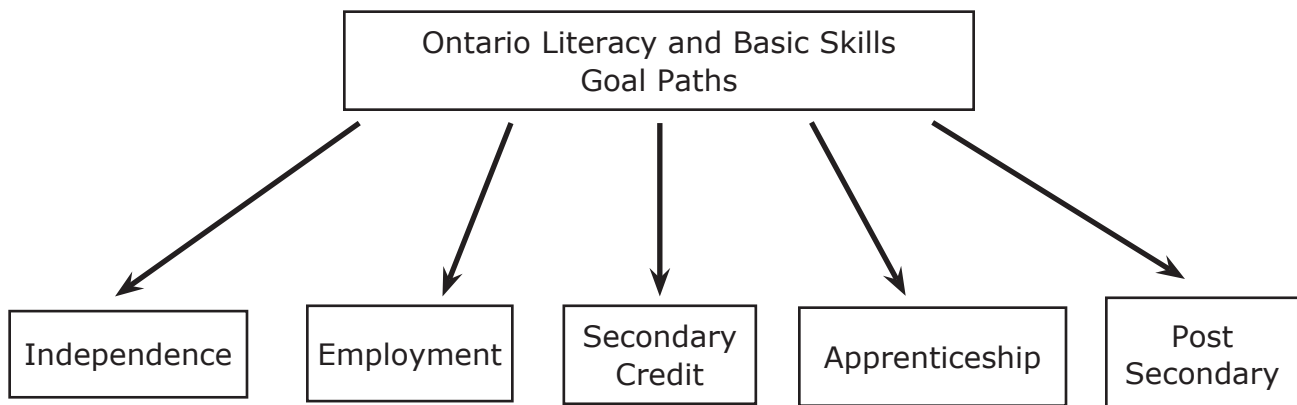 Ontario Literacy and Basic Skills
Goal Paths
Independence
Employment
Secondary
Credit
Apprenticeship
Post
Secondary